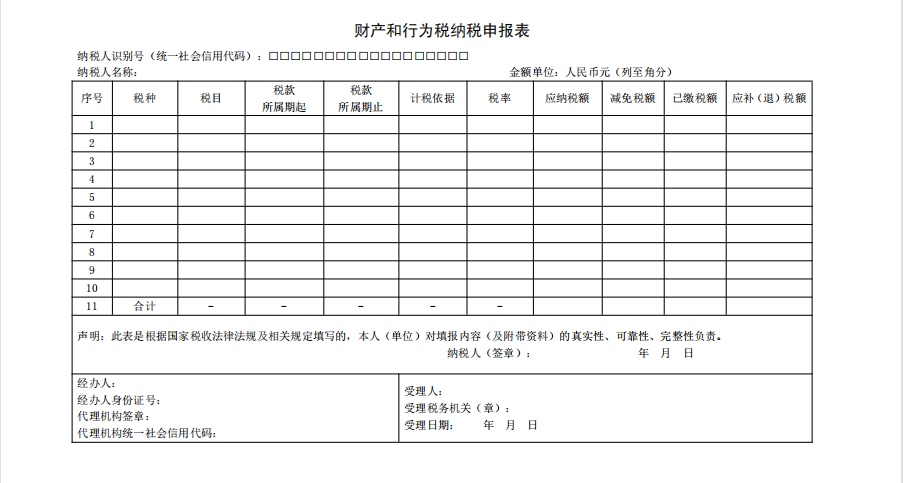 财产和行为税纳税申报表
纳税人识别号（统一社会信用代码）：□□□□□□□□□□□□□□□□□□
纳税人名称： 金额单位：人民币元（列至角分）
序号 税种 税目 税款所属期起 税款所属期止 计税依据 税率 应纳税额 减免税额 已缴税额 应补（退）税额
1
2
3
4
5
6
7
8
9
10
11 合计 － － － － －
声明：此表是根据国家税收法律法规及相关规定填写的，本人（单位）对填报内容（及附带资料）的真实性、可靠性、完整性负责。
纳税人（签章）： 年 月 日
经办人：
经办人身份证号：
代理机构签章：
代理机构统一社会信用代码：
受理人：
受理税务机关（章）：
受理日期： 年 月 日